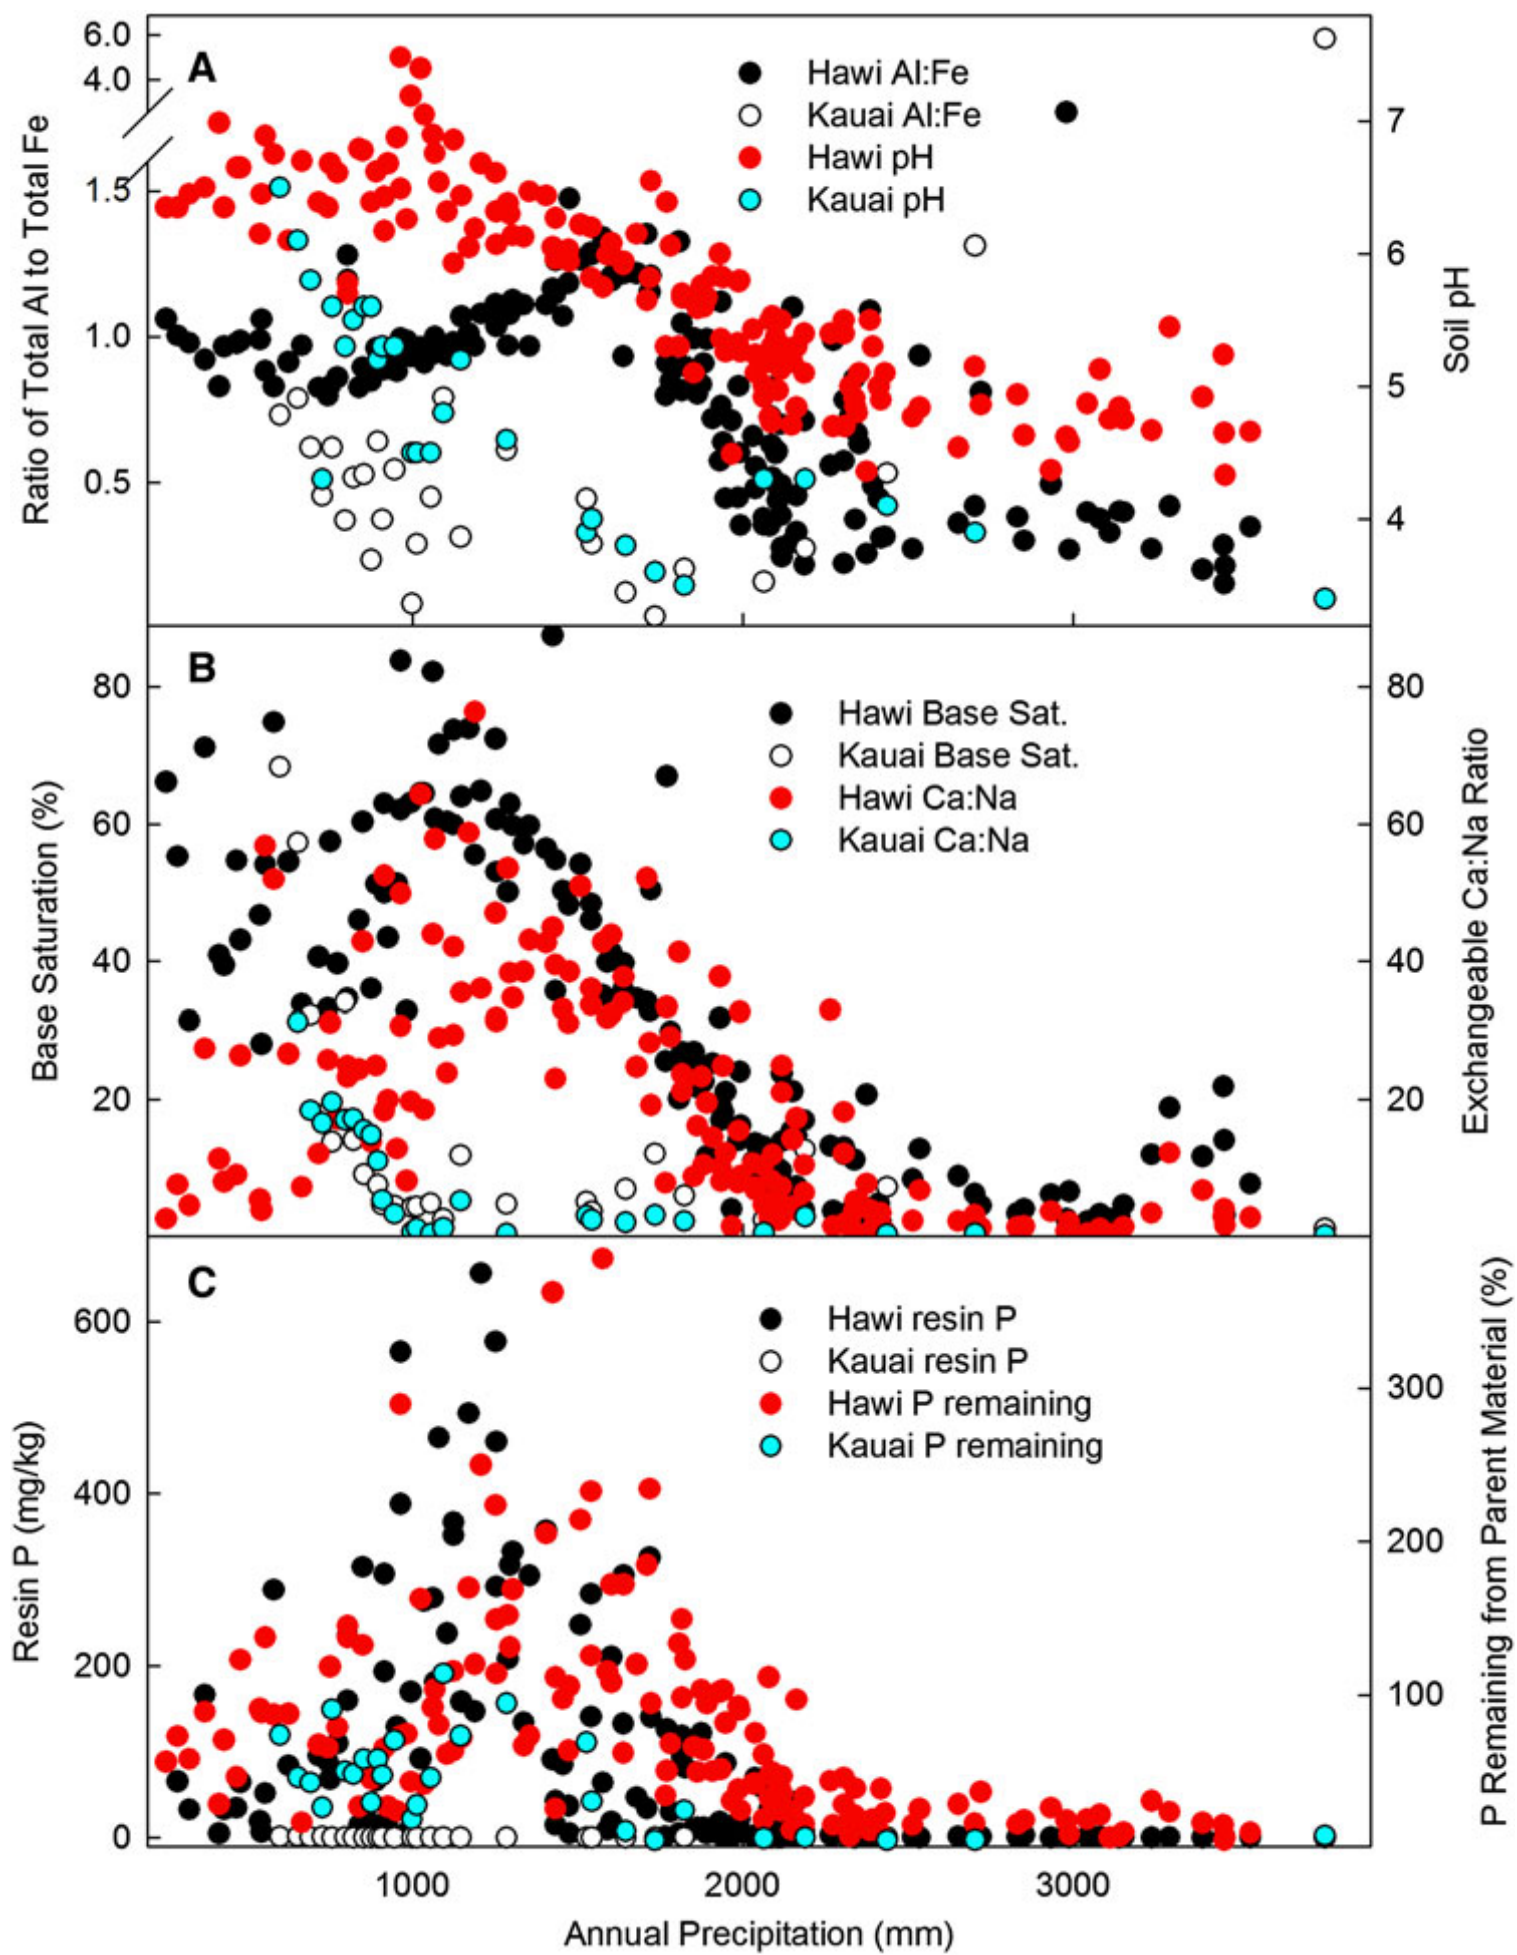 A
6.0
4.0
1.5
1.0
0.5
Ratio of Total Al to Total Fe
Hawi Al:Fe
Kauai Al:Fe
Hawi pH
Kauai pH
7
6
5
4
Soil pH
B
80
60
40
20
Base Saturation (%)
Hawi Base Sat.
Kauai Base Sat.
Hawi Ca:Na
Kauai Ca:Na
80
60
40
20
Exchangeable Ca:Na Ratio
C
600
400
200
0
Resin P (mg/kg)
Hawi resin P
Kauai resin P
Hawi P remaining
Kauai P remaining
300
200
100
P Remaining from Parent Material (%)
1000
2000
3000
Annual Precipitation (mm)